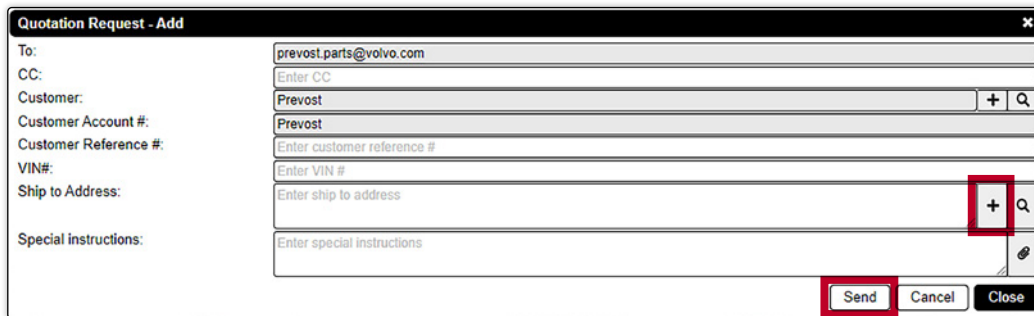 Quotation Request - Add
To: prevost.parts@volvo.com
CC: Enter CC
Customer: Prevost
Customer Account #: Prevost
Customer Reference #: Enter customer reference #
VIN#: Enter VIN #
Ship to Address: Enter ship to address
Special instructions: Enter special instructions
Send Cancel Close